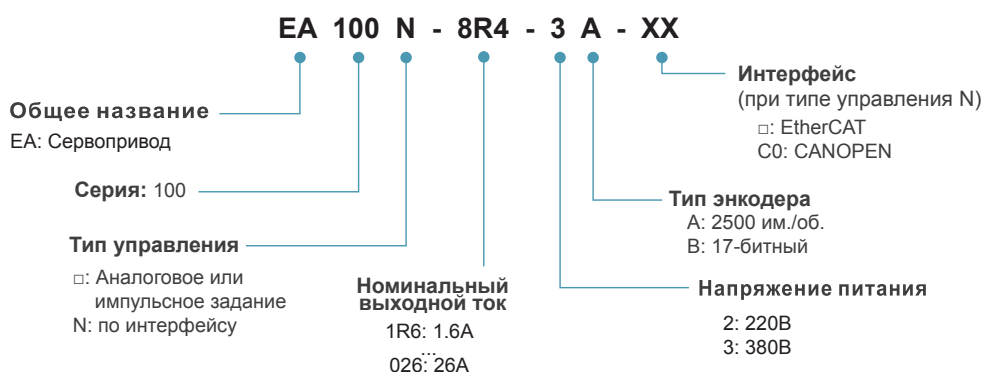 EA 100 N - 8R4 - 3 A - XX
Общее название
EA: Сервопривод
Серия: 100
Тип управления
□: Аналоговое или
импульсное задание
N: по интерфейсу
Номинальный
выходной ток
1R6: 1.6A
...
026: 26A
Интерфейс
(при типе управления N)
□: EtherCAT
C0: CANOPEN
Тип энкодера
A: 2500 им./об.
B: 17-битный
Напряжение питания
2: 220В
3: 380В